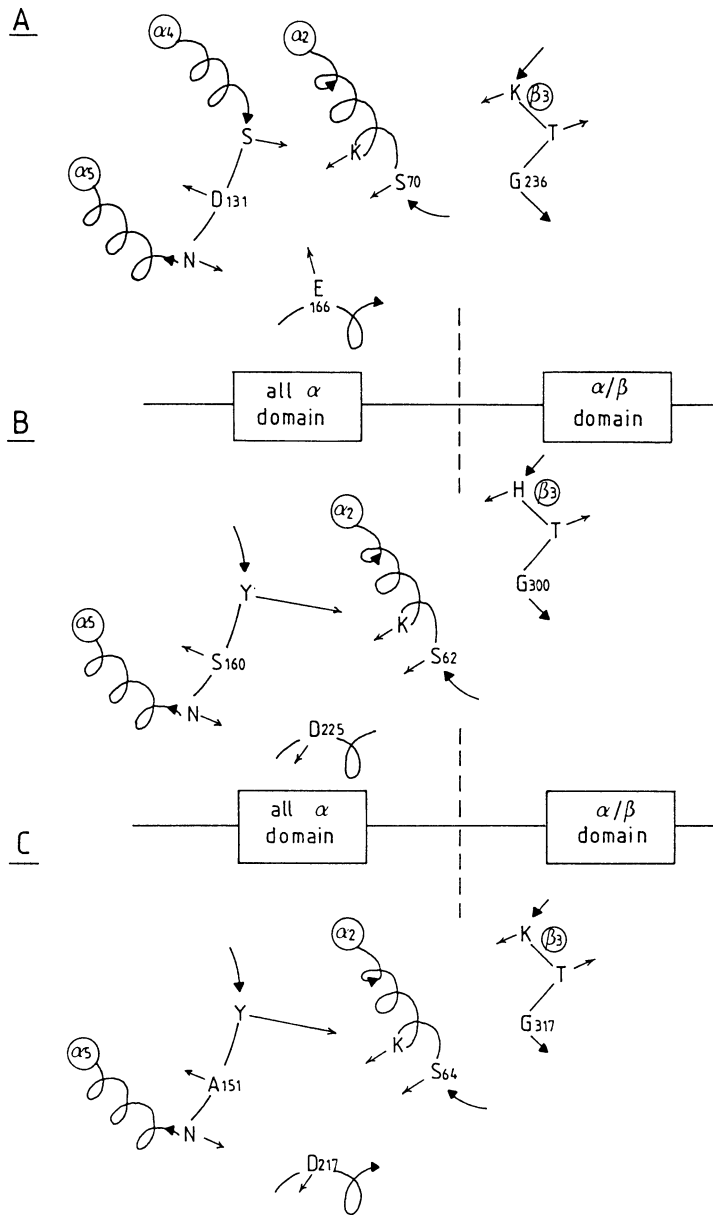 A
α4
α2
K β3
S
T
K
α5
D131
S70
G236
N
E
166
all α
domain
α/β
domain
B
H β3
α2
T
Y
G300
α5
K
S160
S62
N
D225
all α
domain
α/β
domain
C
α2
K β3
T
Y
G317
α5
K
A151
S64
N
D217